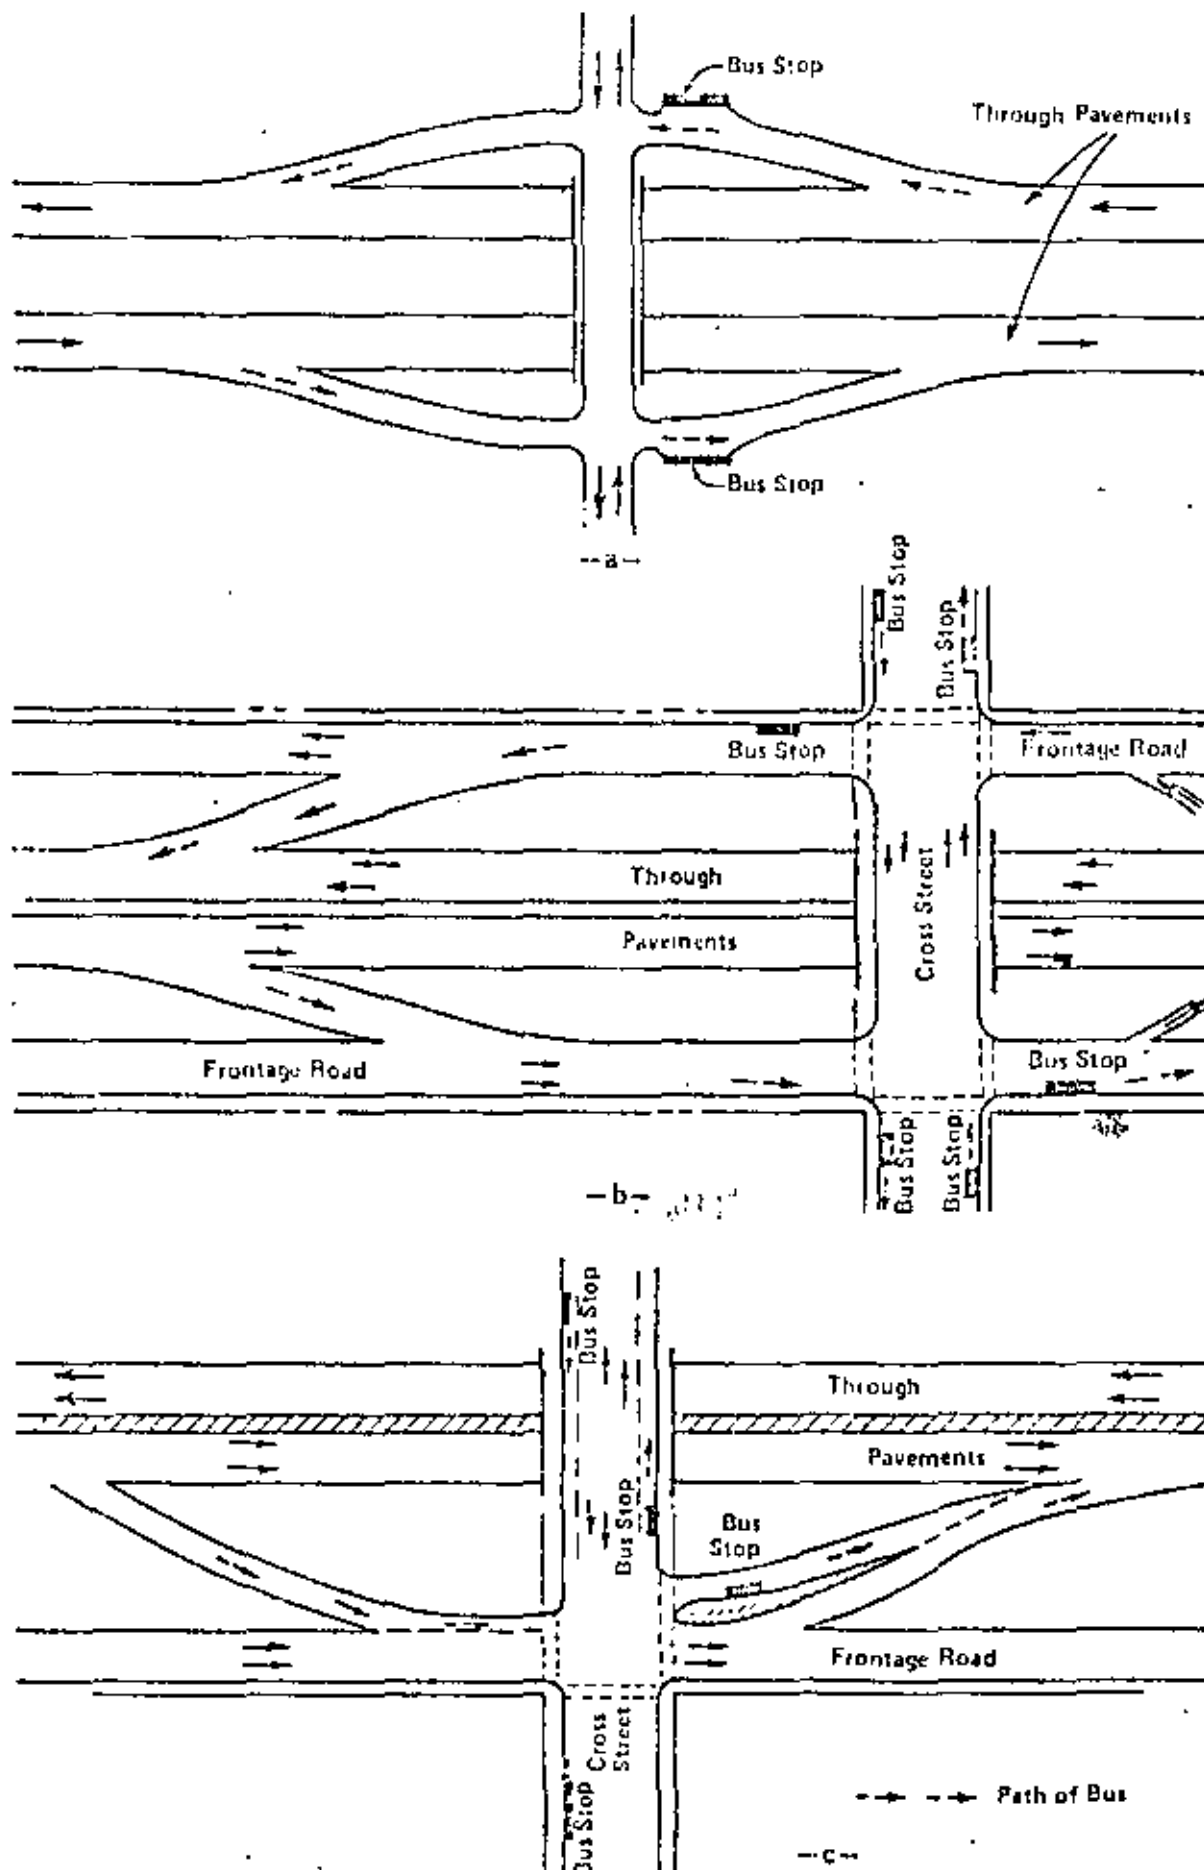 Bus Stop
Through Pavements
Bus Stop
--a--
Bus Stop
Bus Stop
Bus Stop
Frontage Road
Through
Cross Street
Pavements
Frontage Road
Bus Stop
Bus Stop
Bus Stop
—b—
Bus Stop
Through
Pavements
Bus Stop
Bus
Stop
Frontage Road
Cross
Street
Bus Stop
Path of Bus
--c--